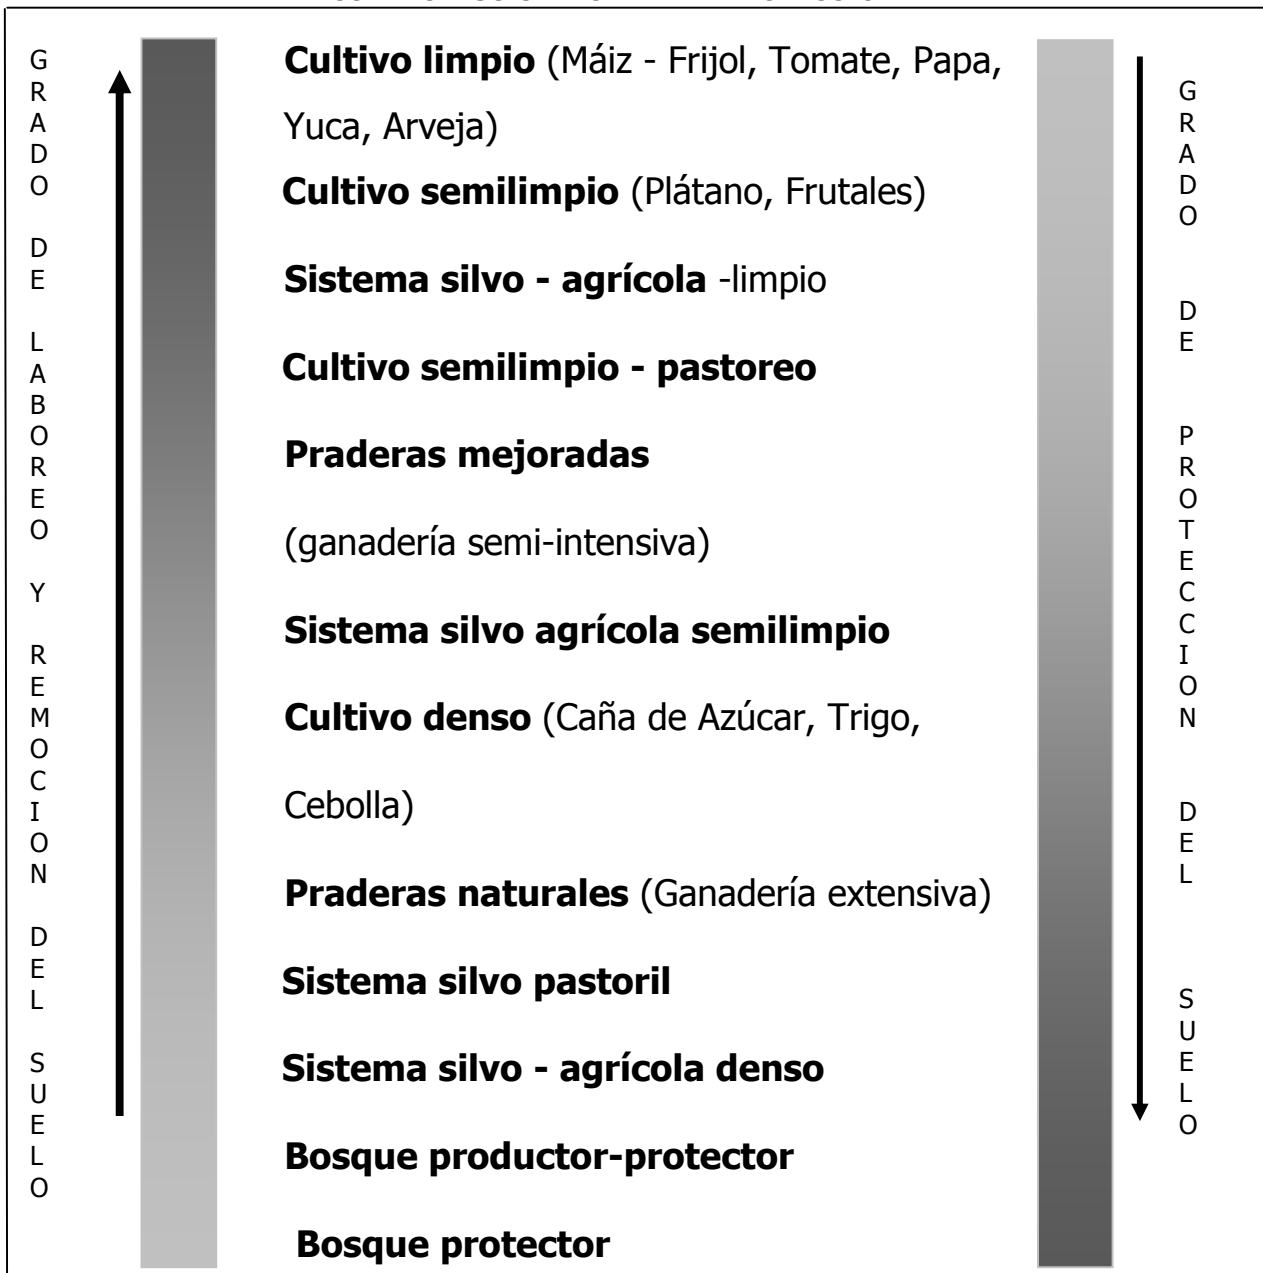 GRADO DE LABOREO Y REMOCION DEL SUELO
Cultivo limpio (Máiz - Frijol, Tomate, Papa,
Yuca, Arveja)
Cultivo semilimpio (Plátano, Frutales)
Sistema silvo - agrícola -limpio
Cultivo semilimpio - pastoreo
Praderas mejoradas
(ganadería semi-intensiva)
Sistema silvo agrícola semilimpio
Cultivo denso (Caña de Azúcar, Trigo,
Cebolla)
Praderas naturales (Ganadería extensiva)
Sistema silvo pastoril
Sistema silvo - agrícola denso
Bosque productor-protector
Bosque protector
GRADO DE PROTECCION DEL SUELO